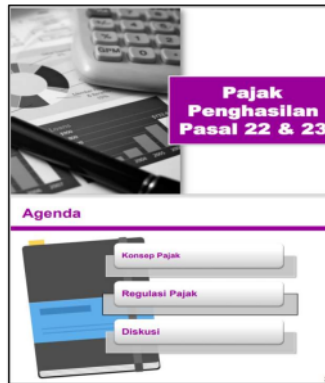 Pajak
Penghasilan
Pasal 22 & 23
Agenda
Konsep Pajak
Regulasi Pajak
Diskusi